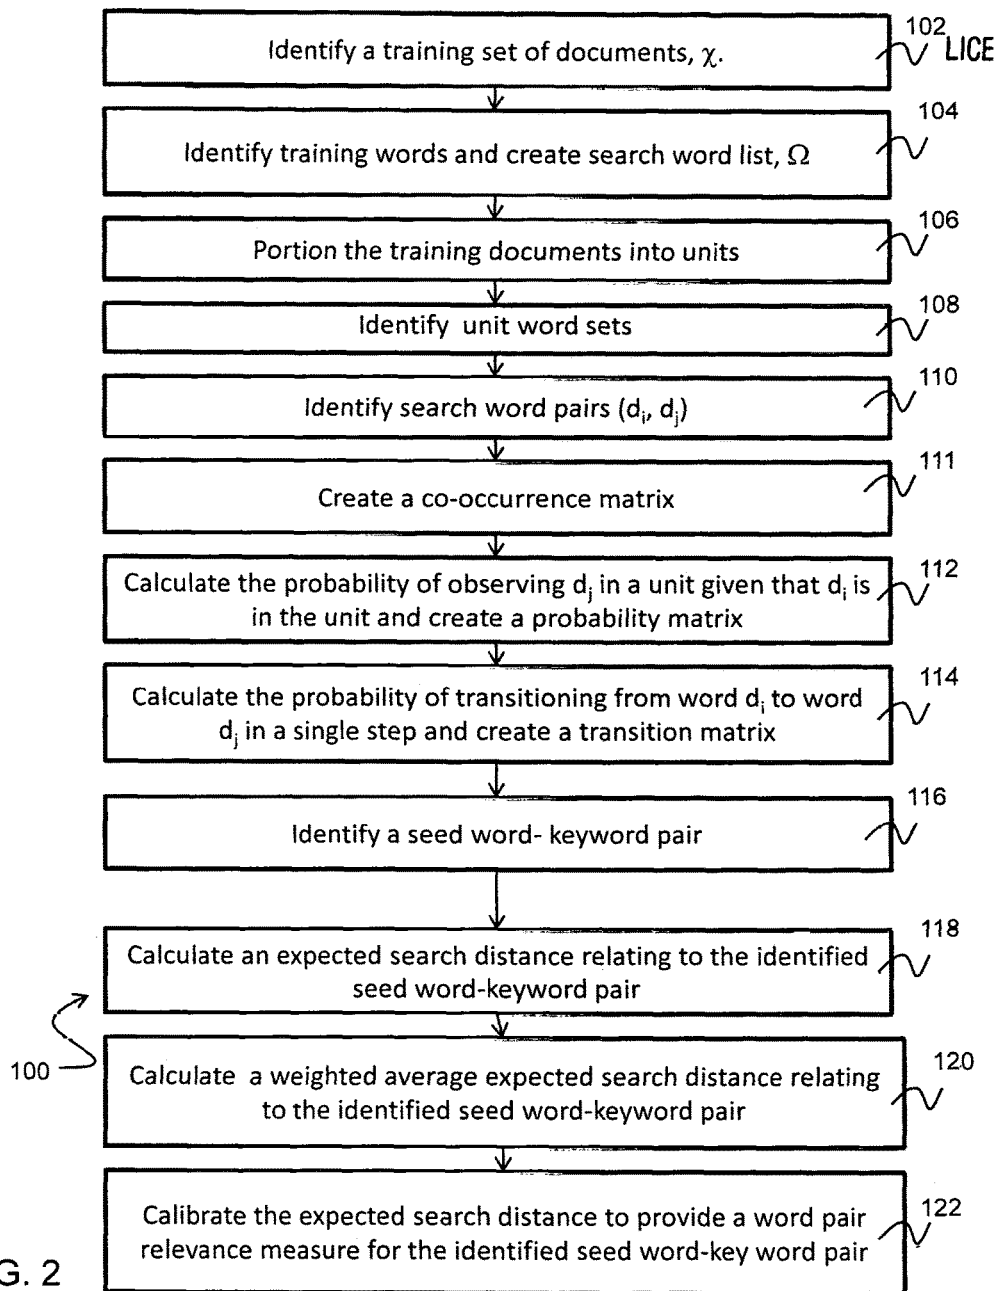 Identify a training set of documents, χ.
102
LICE
Identify training words and create search word list, Ω
104
Portion the training documents into units
106
Identify unit word sets
108
Identify search word pairs (di, dj)
110
Create a co-occurrence matrix
111
Calculate the probability of observing dj in a unit given that di is
in the unit and create a probability matrix
112
Calculate the probability of transitioning from word di to word
dj in a single step and create a transition matrix
114
Identify a seed word- keyword pair
116
Calculate an expected search distance relating to the identified
seed word-keyword pair
118
100
Calculate a weighted average expected search distance relating
to the identified seed word-keyword pair
120
Calibrate the expected search distance to provide a word pair
relevance measure for the identified seed word-key word pair
122
G. 2